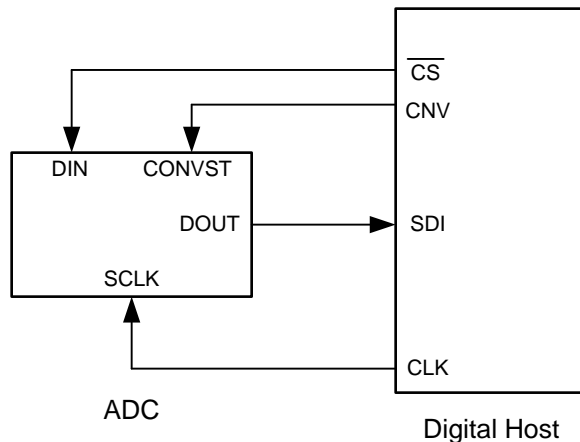 CS
CNV
DIN
CONVST
DOUT
SDI
SCLK
CLK
ADC
Digital Host